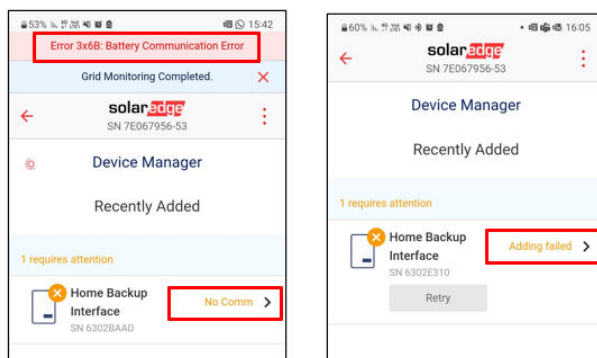 53% 15:42
Error 3x6B: Battery Communication Error
Grid Monitoring Completed.
solaredge
SN 7E067956-53
Device Manager
Recently Added
1 requires attention
Home Backup
Interface
No Comm
SN 6302BAAD
60% 16:05
solaredge
SN 7E067956-53
Device Manager
Recently Added
1 requires attention
Home Backup
Interface
Adding failed
SN 6302E310
Retry